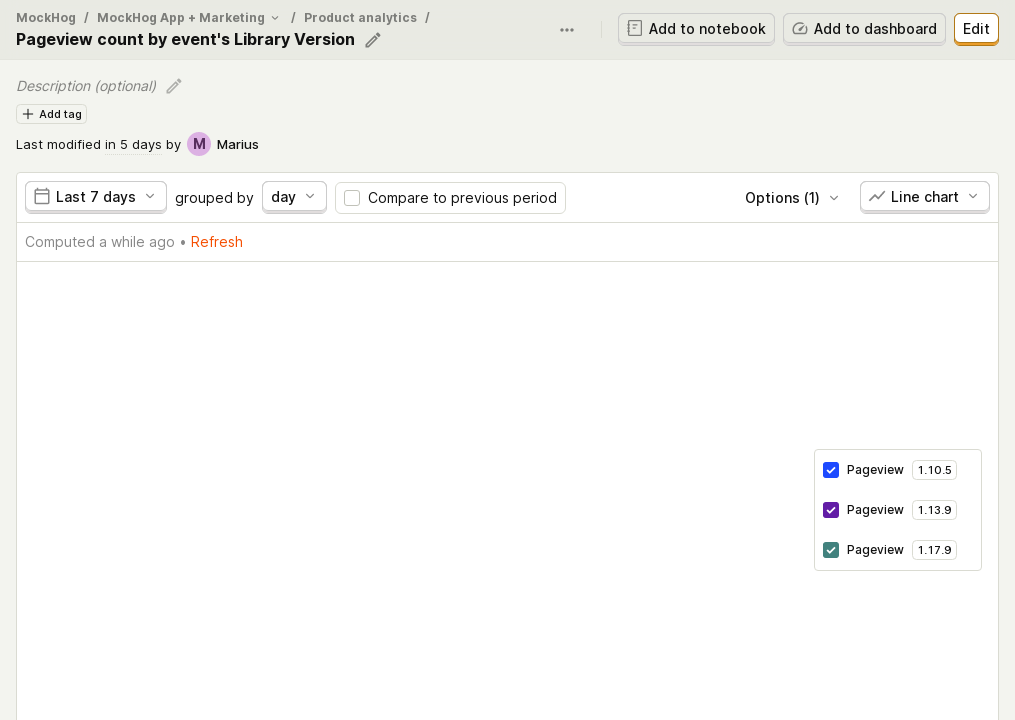 MockHog / MockHog App + Marketing / Product analytics /
Pageview count by event's Library Version
Add to notebook
Add to dashboard
Edit
Description (optional)
Add tag
Last modified in 5 days by M Marius
Last 7 days grouped by day Compare to previous period Options (1) Line chart
Computed a while ago • Refresh
Pageview 1.10.5
Pageview 1.13.9
Pageview 1.17.9